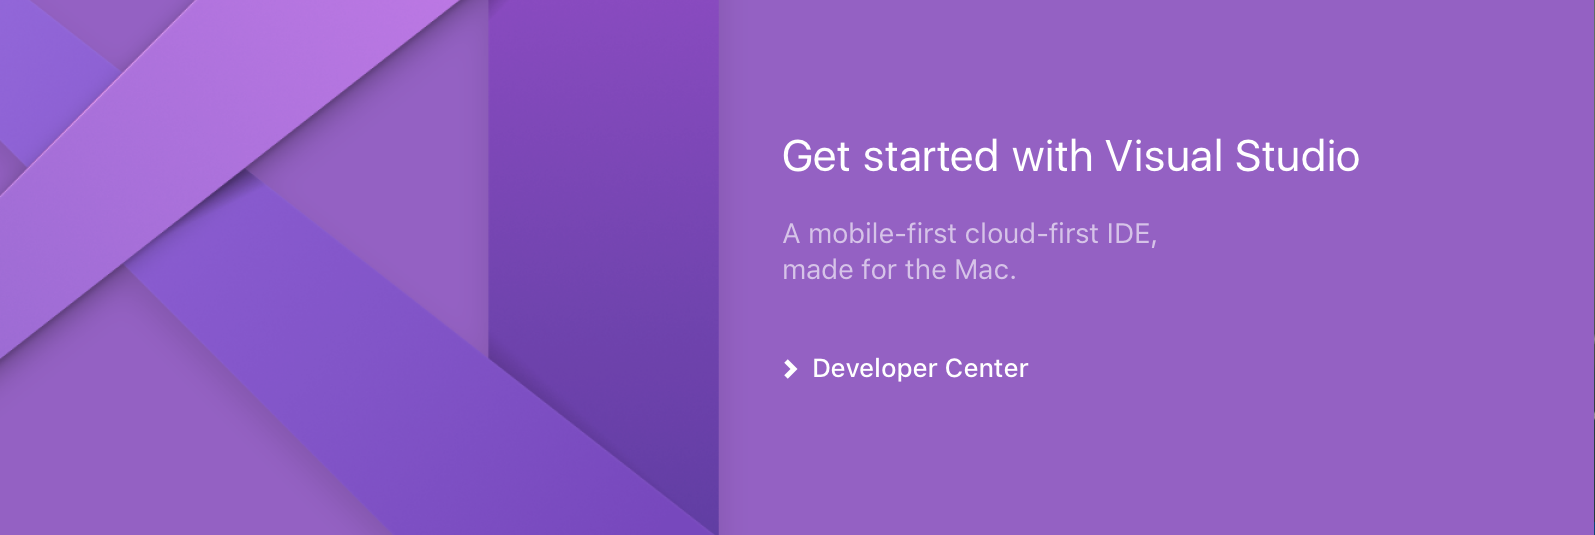 Get started with Visual Studio
A mobile-first cloud-first IDE,
made for the Mac.
Developer Center